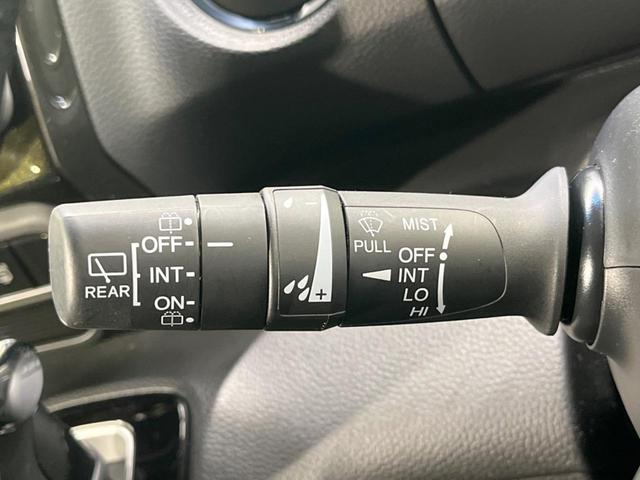 REAR
OFF
INT
ON
−
+
PULL
MIST
OFF
INT
LO
HI